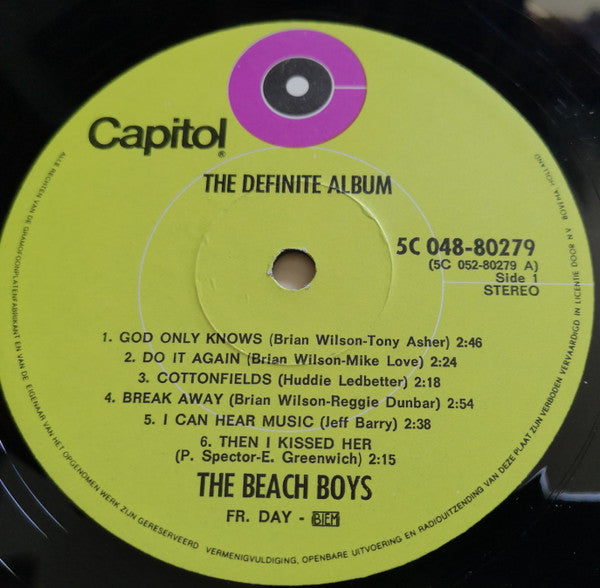 Capitol®
THE DEFINITE ALBUM
5C 048-80279
(5C 052-80279 A)
Side 1
STEREO
1. GOD ONLY KNOWS (Brian Wilson-Tony Asher) 2:46
2. DO IT AGAIN (Brian Wilson-Mike Love) 2:24
3. COTTONFIELDS (Huddie Ledbetter) 2:18
4. BREAK AWAY (Brian Wilson-Reggie Dunbar) 2:54
5. I CAN HEAR MUSIC (Jeff Barry) 2:38
6. THEN I KISSED HER
(P. Spector-E. Greenwich) 2:15
THE BEACH BOYS
FR. DAY - BIEM
ALLE RECHTEN VAN DE GRAMOFOONPLATENFABRIKANT EN VAN DE EIGENAAR VAN HET OPGENOMEN WERK ZIJN GERESERVEERD VERMENIGVULDIGING, OPENBARE UITVOERING EN RADIOUITZENDING VAN DEZE PLAAT ZIJN VERBODEN VERVAARDIGD IN LICENTIE DOOR N.V. BOVEMA HOLLAND